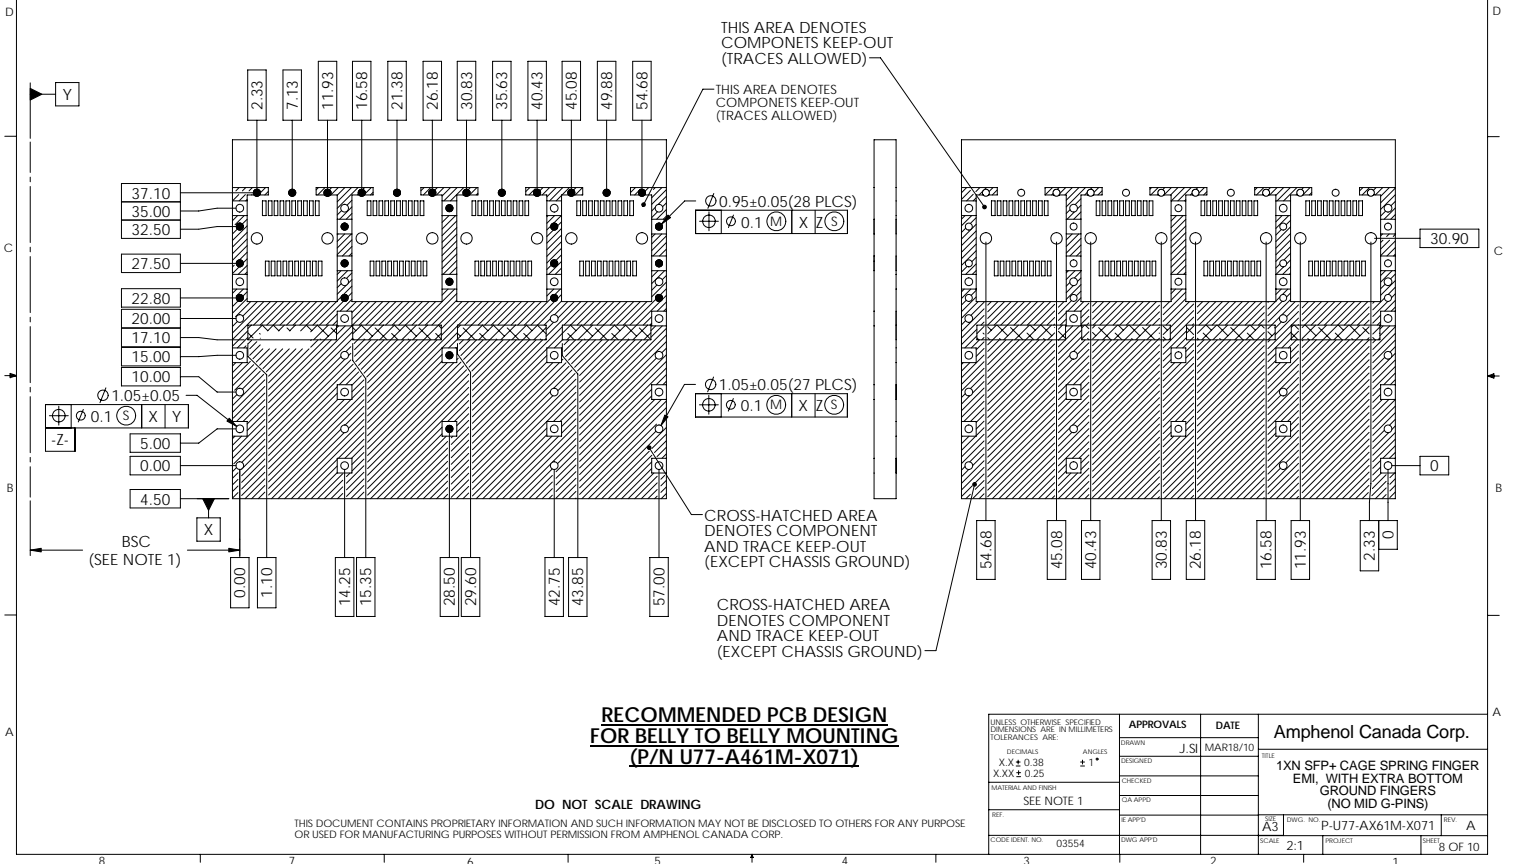 D
D
THIS AREA DENOTES
COMPONETS KEEP-OUT
(TRACES ALLOWED)
Y
2.33
7.13
11.93
16.58
21.38
26.18
30.83
35.63
40.43
45.08
49.88
54.68
THIS AREA DENOTES
COMPONETS KEEP-OUT
(TRACES ALLOWED)
37.10
35.00
32.50
27.50
22.80
20.00
17.10
15.00
10.00
Ø1.05±0.05
Ø 0.1 Ⓢ X Y
-Z-
5.00
0.00
4.50
X
BSC
(SEE NOTE 1)
Ø0.95±0.05(28 PLCS)
Ø 0.1 Ⓜ X ZⓈ
Ø1.05±0.05(27 PLCS)
Ø 0.1 Ⓜ X ZⓈ
30.90
0
C
C
B
B
0.00
1.10
14.25
15.35
28.50
29.60
42.75
43.85
57.00
CROSS-HATCHED AREA
DENOTES COMPONENT
AND TRACE KEEP-OUT
(EXCEPT CHASSIS GROUND)
54.68
45.08
40.43
30.83
26.18
16.58
11.93
2.33
0
CROSS-HATCHED AREA
DENOTES COMPONENT
AND TRACE KEEP-OUT
(EXCEPT CHASSIS GROUND)
A
A
RECOMMENDED PCB DESIGN
FOR BELLY TO BELLY MOUNTING
(P/N U77-A461M-X071)
DO NOT SCALE DRAWING
THIS DOCUMENT CONTAINS PROPRIETARY INFORMATION AND SUCH INFORMATION MAY NOT BE DISCLOSED TO OTHERS FOR ANY PURPOSE
OR USED FOR MANUFACTURING PURPOSES WITHOUT PERMISSION FROM AMPHENOL CANADA CORP.
UNLESS OTHERWISE SPECIFIED
DIMENSIONS ARE IN MILLIMETERS
TOLERANCES ARE:
DECIMALS ANGLES
X.X ± 0.38 ± 1°
X.XX ± 0.25
MATERIAL AND FINISH
SEE NOTE 1
REF.
CODE IDENT. NO. 03554
APPROVALS DATE
DRAWN J.SI MAR18/10
DESIGNED
CHECKED
QA APPD
IE APP'D
DWG APP'D
Amphenol Canada Corp.
TITLE
1XN SFP+ CAGE SPRING FINGER
EMI, WITH EXTRA BOTTOM
GROUND FINGERS
(NO MID G-PINS)
SIZE A3 DWG. NO. P-U77-AX61M-X071 REV. A
SCALE 2:1 PROJECT SHEET 8 OF 10
8 7 6 5 4 3 2 1